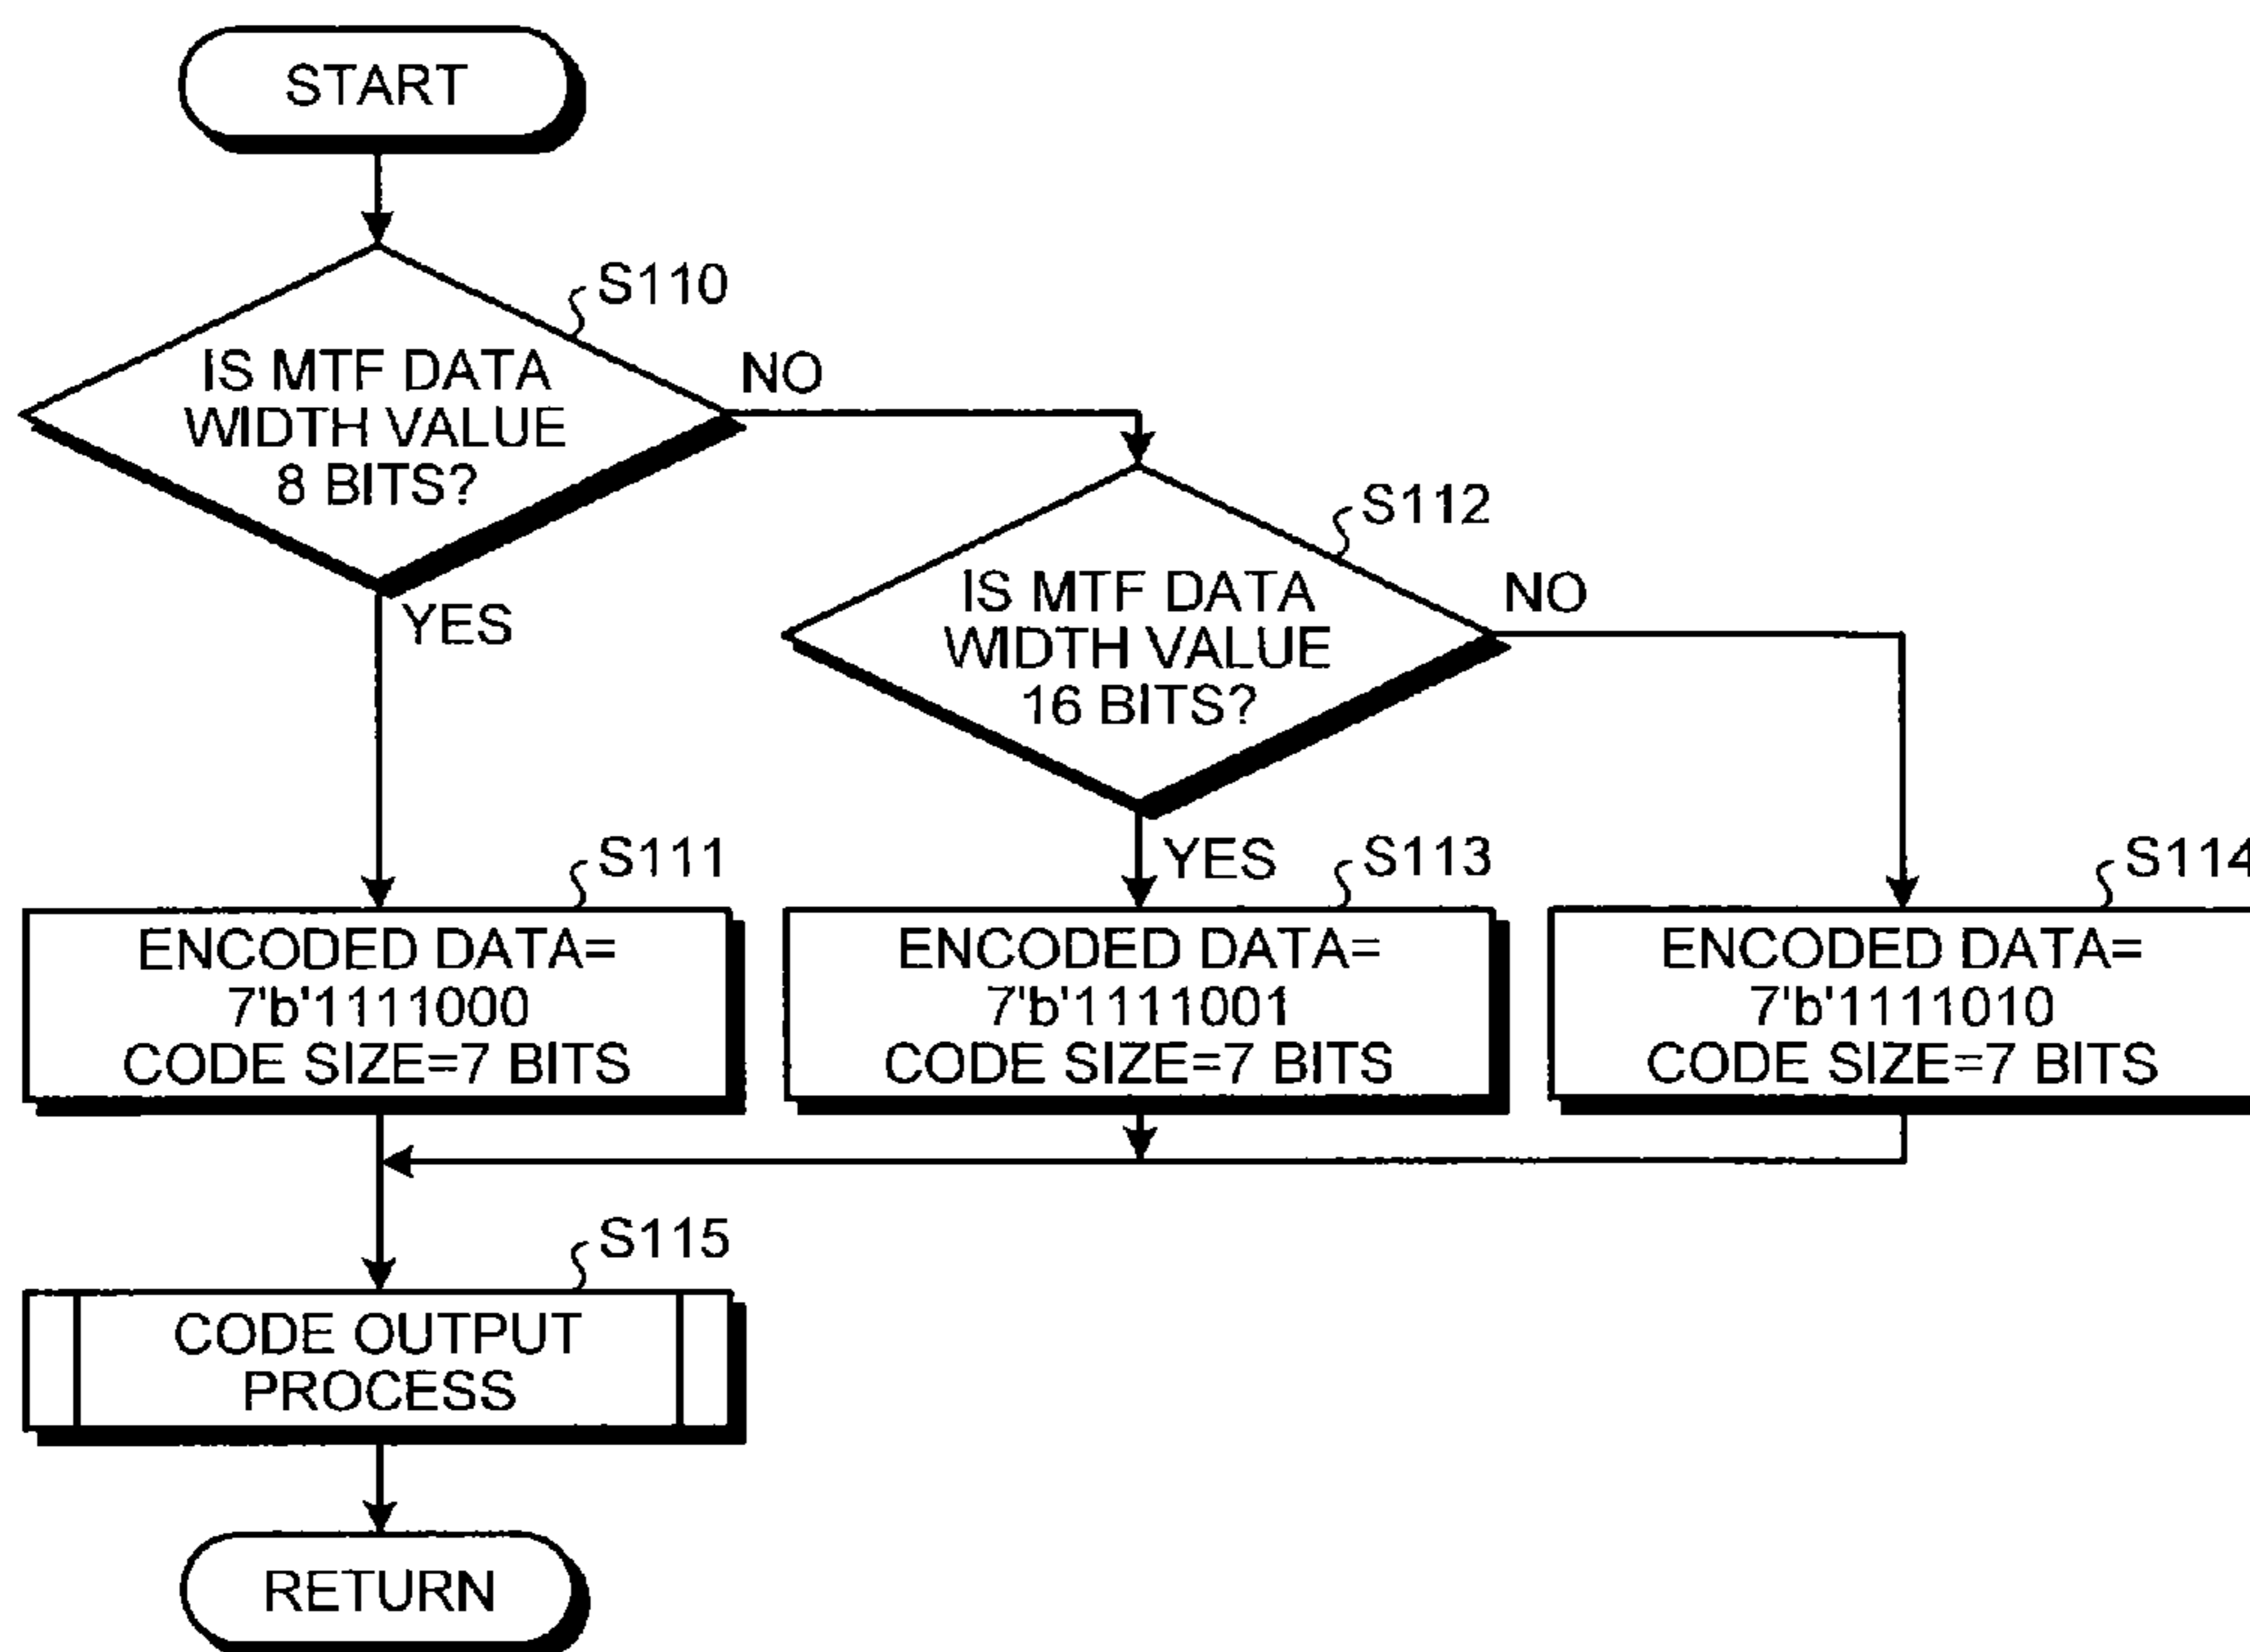 START
S110
IS MTF DATA
WIDTH VALUE
8 BITS?
NO
YES
S112
IS MTF DATA
WIDTH VALUE
16 BITS?
NO
YES
S111
ENCODED DATA=
7'b'1111000
CODE SIZE=7 BITS
S113
ENCODED DATA=
7'b'1111001
CODE SIZE=7 BITS
S114
ENCODED DATA=
7'b'1111010
CODE SIZE=7 BITS
S115
CODE OUTPUT
PROCESS
RETURN